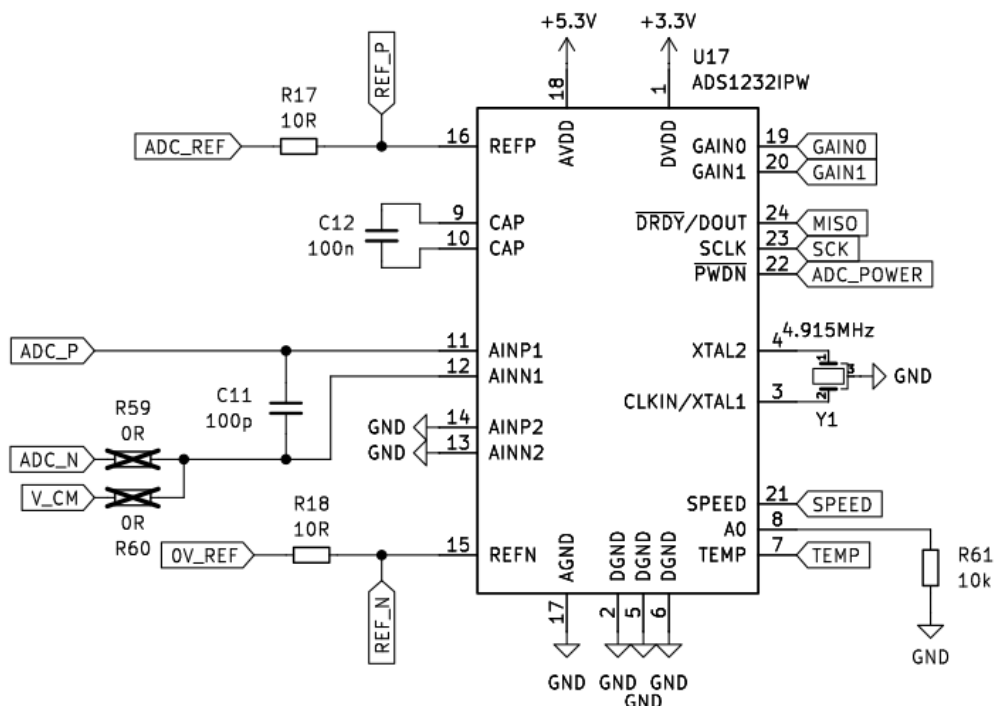 +5.3V
+3.3V
U17
ADS1232IPW
REF_P
R17
10R
ADC_REF
18
1
16
REFP
AVDD
DVDD
GAIN0
19
GAIN0
GAIN1
20
GAIN1
C12
100n
9
CAP
10
CAP
DRDY/DOUT
24
MISO
SCLK
23
SCK
PWDN
22
ADC_POWER
4.915MHz
ADC_P
11
AINP1
12
AINN1
XTAL2
4
1
3
2
GND
CLKIN/XTAL1
3
Y1
R59
0R
C11
100p
GND
14
AINP2
GND
13
AINN2
ADC_N
V_CM
0R
R60
R18
10R
0V_REF
15
REFN
REF_N
AGND
DGND
DGND
DGND
SPEED
21
SPEED
A0
8
TEMP
7
TEMP
R61
10k
17
2
5
6
GND
GND
GND
GND
GND